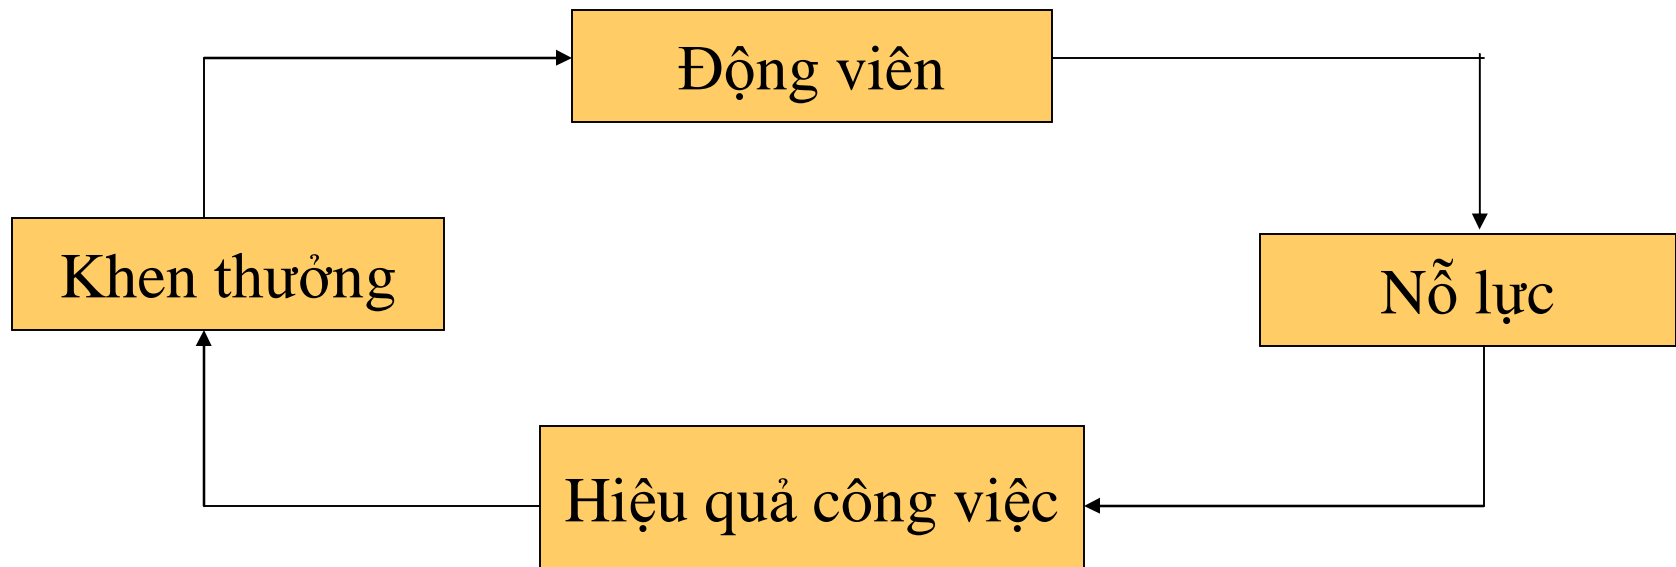 Động viên
Khen thưởng
Nỗ lực
Hiệu quả công việc